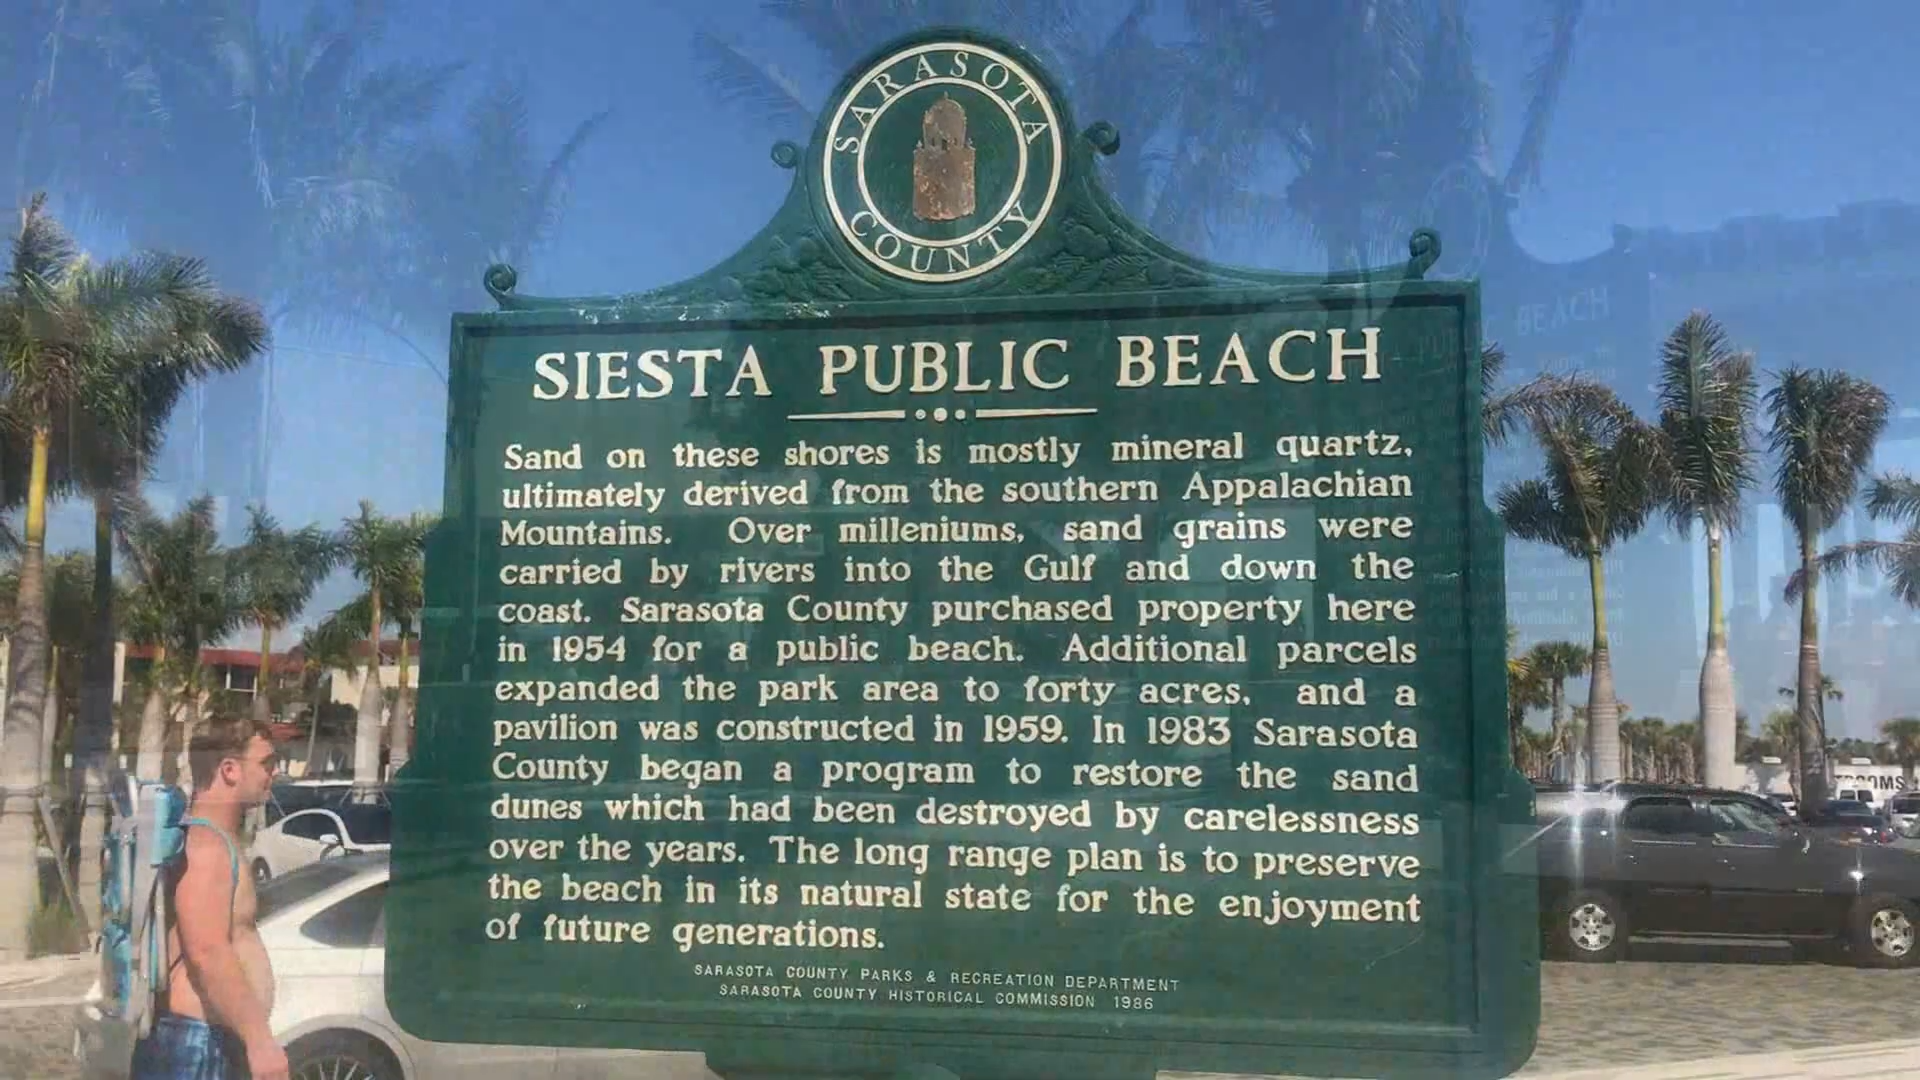 SARASOTA
COUNTY
SIESTA PUBLIC BEACH
Sand on these shores is mostly mineral quartz,
ultimately derived from the southern Appalachian
Mountains. Over milleniums, sand grains were
carried by rivers into the Gulf and down the
coast. Sarasota County purchased property here
in 1954 for a public beach. Additional parcels
expanded the park area to forty acres, and a
pavilion was constructed in 1959. In 1983 Sarasota
County began a program to restore the sand
dunes which had been destroyed by carelessness
over the years. The long range plan is to preserve
the beach in its natural state for the enjoyment
of future generations.
SARASOTA COUNTY PARKS & RECREATION DEPARTMENT
SARASOTA COUNTY HISTORICAL COMMISSION 1986
BEACH